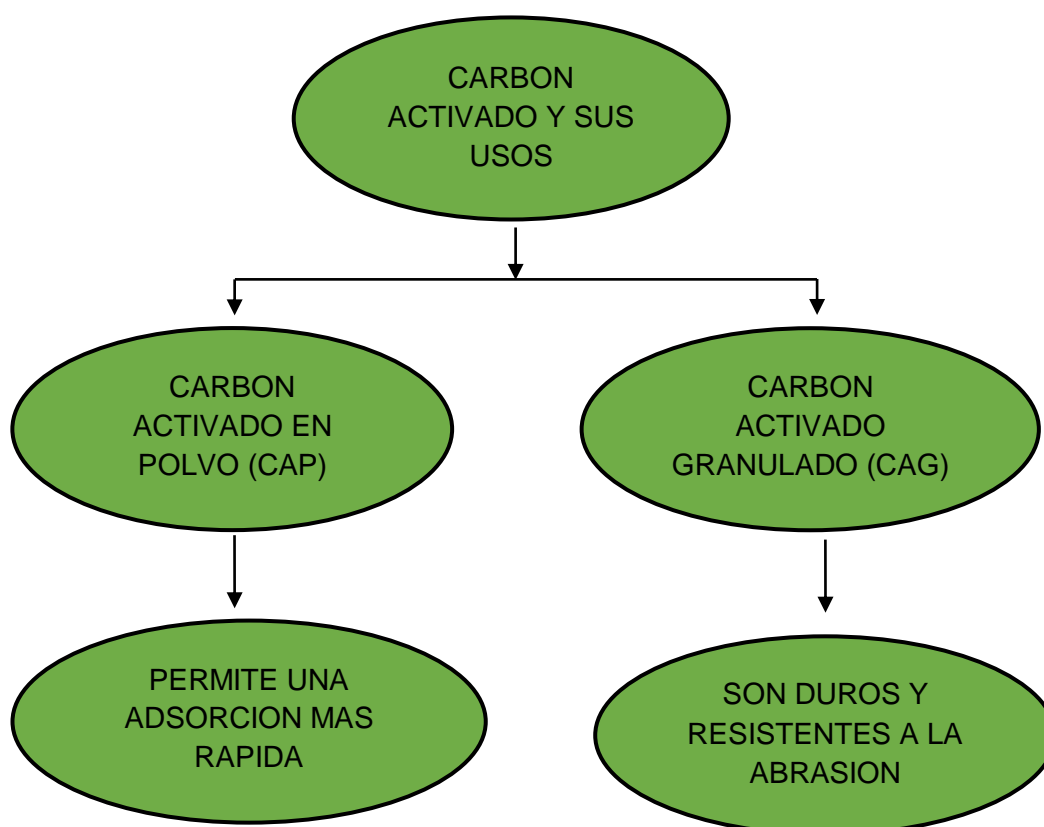 CARBON
ACTIVADO Y SUS
USOS
CARBON
ACTIVADO EN
POLVO (CAP)
CARBON
ACTIVADO
GRANULADO (CAG)
PERMITE UNA
ADSORCION MAS
RAPIDA
SON DUROS Y
RESISTENTES A LA
ABRASION